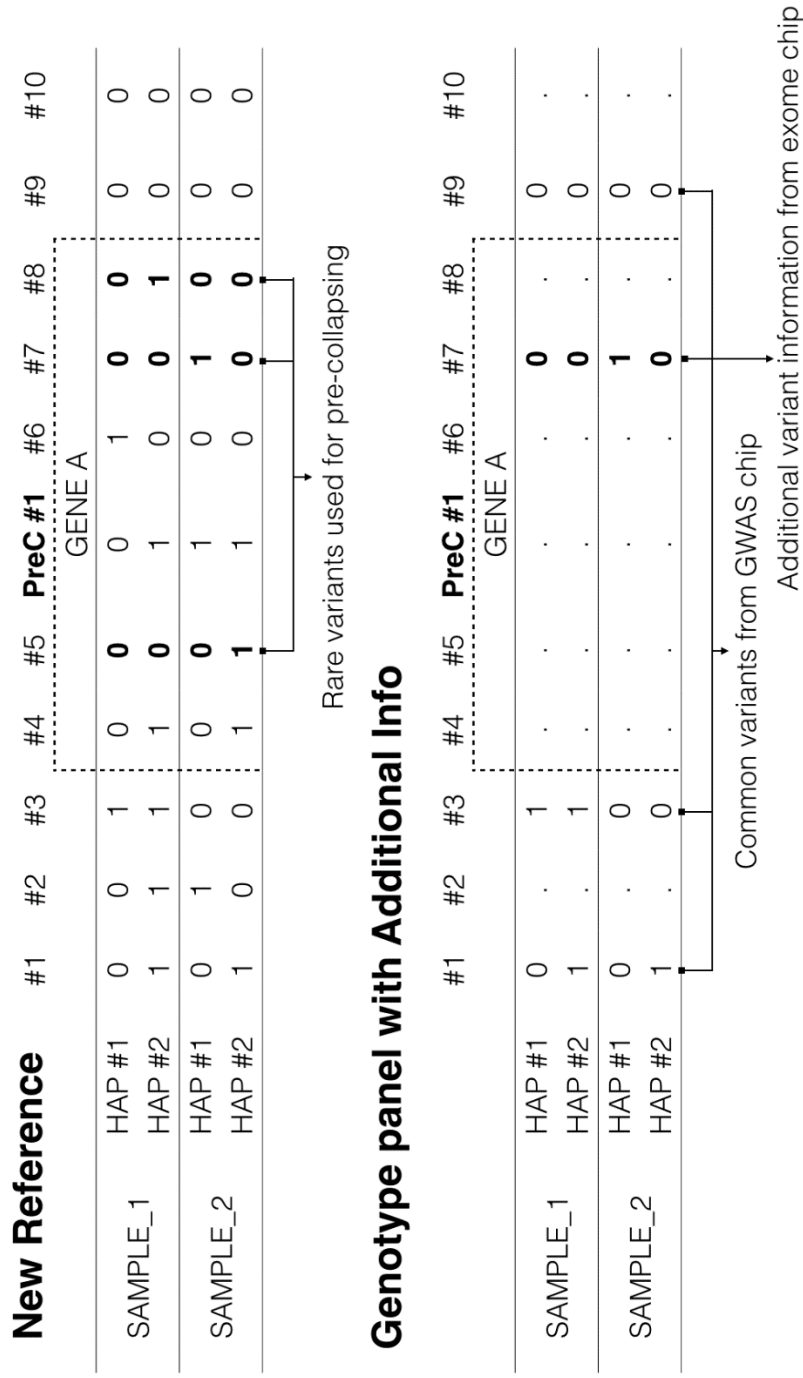 New Reference
#1 #2 #3 #4 #5 PreC #1 #6 #7 #8 #9 #10
GENE A
SAMPLE_1 HAP #1 0 0 1 0 0 0 1 0 0 0 0
HAP #2 1 1 1 1 0 1 0 0 1 0 0
SAMPLE_2 HAP #1 0 1 0 0 0 1 0 1 0 0 0
HAP #2 1 0 0 1 1 1 0 0 0 0 0
Rare variants used for pre-collapsing
Genotype panel with Additional Info
#1 #2 #3 #4 #5 PreC #1 #6 #7 #8 #9 #10
GENE A
SAMPLE_1 HAP #1 0 . 1 . . . . 0 . 0 .
HAP #2 1 . 1 . . . . 0 . 0 .
SAMPLE_2 HAP #1 0 . 0 . . . . 1 . 0 .
HAP #2 1 . 0 . . . . 0 . 0 .
Common variants from GWAS chip
Additional variant information from exome chip